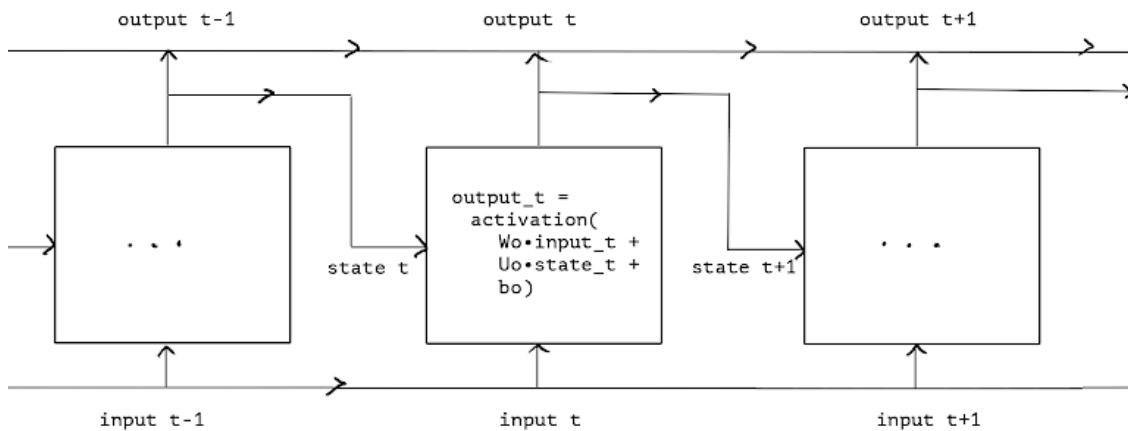 output t-1
output t
output t+1
. . .
output_t =
activation(
Wo•input_t +
Uo•state_t +
bo)
. . .
state t
state t+1
input t-1
input t
input t+1